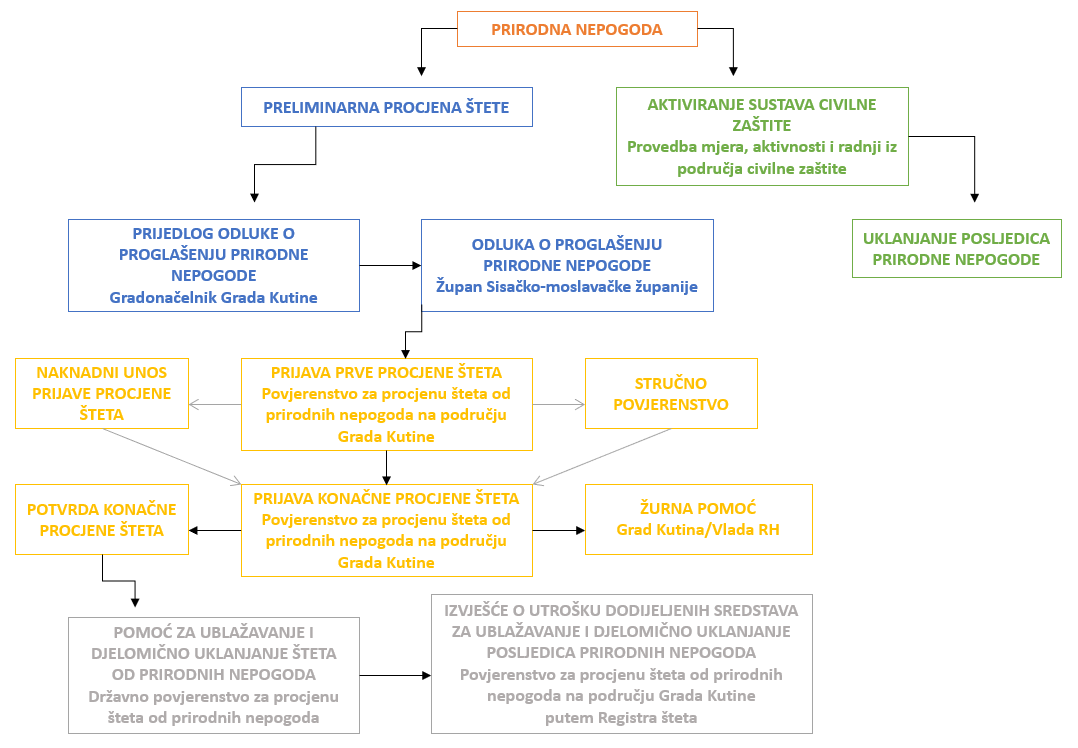 PRIRODNA NEPOGODA
PRELIMINARNA PROCJENA ŠTETE
AKTIVIRANJE SUSTAVA CIVILNE
ZAŠTITE
Provedba mjera, aktivnosti i radnji iz
područja civilne zaštite
PRIJEDLOG ODLUKE O
PROGLAŠENJU PRIRODNE
NEPOGODE
Gradonačelnik Grada Kutine
ODLUKA O PROGLAŠENJU
PRIRODNE NEPOGODE
Župan Sisačko-moslavačke županije
UKLANJANJE POSLJEDICA
PRIRODNE NEPOGODE
NAKNADNI UNOS
PRIJAVE PROCJENE
ŠTETA
PRIJAVA PRVE PROCJENE ŠTETA
Povjerenstvo za procjenu šteta od
prirodnih nepogoda na području
Grada Kutine
STRUČNO
POVJERENSTVO
POTVRDA KONAČNE
PROCJENE ŠTETA
PRIJAVA KONAČNE PROCJENE ŠTETA
Povjerenstvo za procjenu šteta od
prirodnih nepogoda na području
Grada Kutine
ŽURNA POMOĆ
Grad Kutina/Vlada RH
POMOĆ ZA UBLAŽAVANJE I
DJELOMIČNO UKLANJANJE ŠTETA
OD PRIRODNIH NEPOGODA
Državno povjerenstvo za procjenu
šteta od prirodnih nepogoda
IZVJEŠĆE O UTROŠKU DODIJELJENIH SREDSTAVA
ZA UBLAŽAVANJE I DJELOMIČNO UKLANJANJE
POSLJEDICA PRIRODNIH NEPOGODA
Povjerenstvo za procjenu šteta od prirodnih
nepogoda na području Grada Kutine
putem Registra šteta